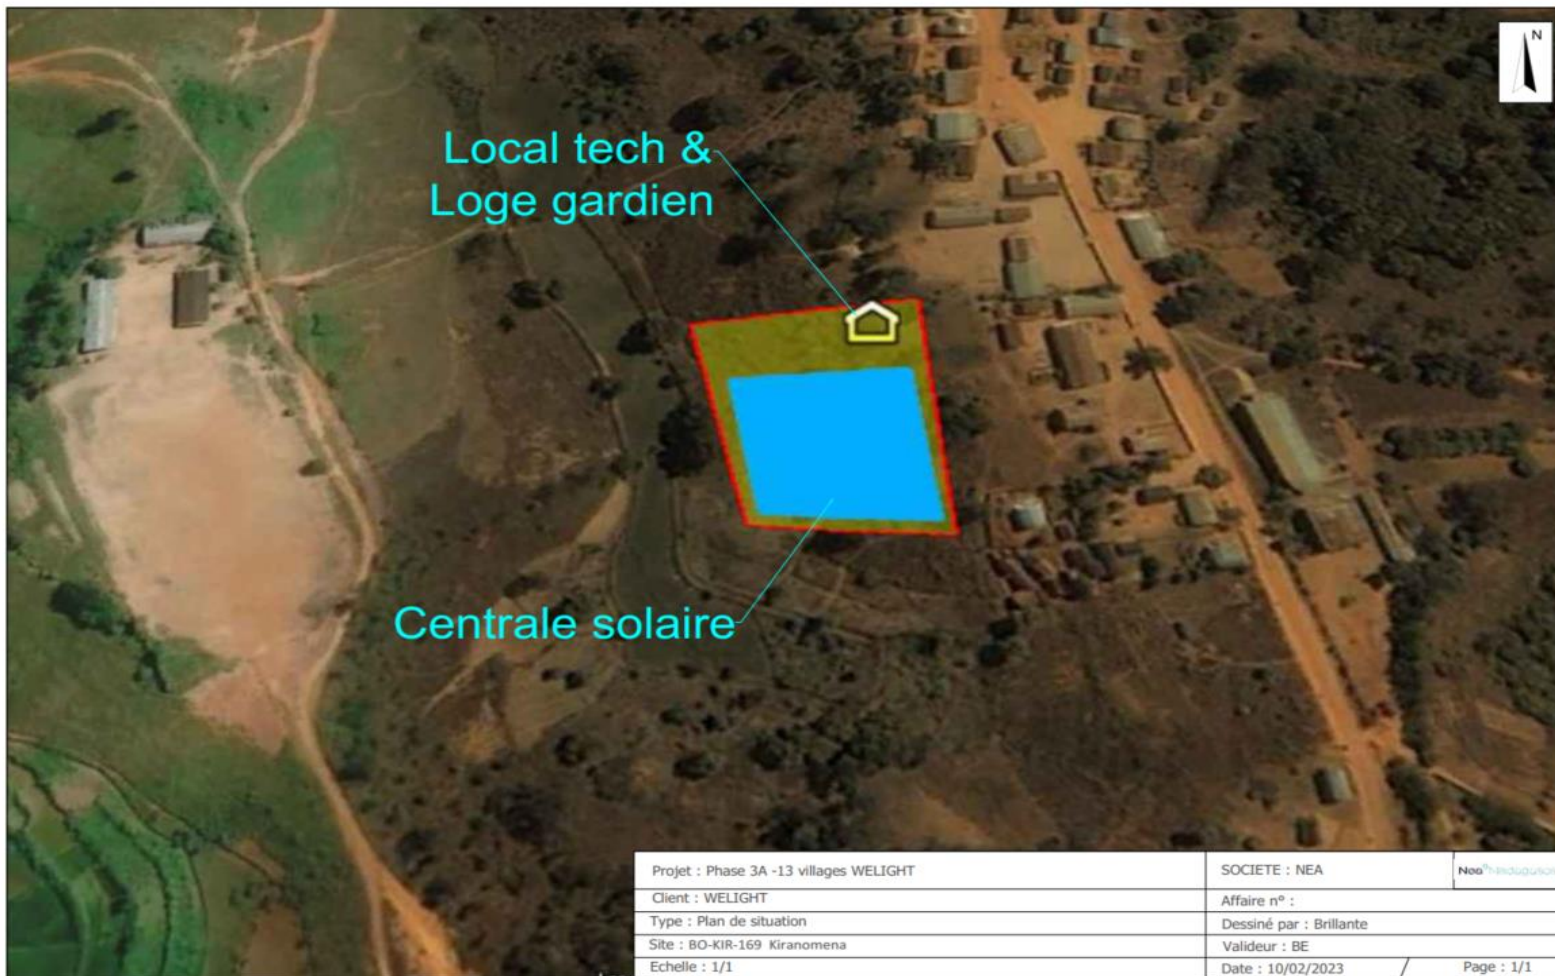 N
Local tech &
Loge gardien
Centrale solaire
Projet : Phase 3A -13 villages WELIGHT
SOCIETE : NEA
Nea Madagascar
Client : WELIGHT
Affaire n° :
Type : Plan de situation
Dessiné par : Brillante
Site : BO-KIR-169 Kiranomena
Valideur : BE
Echelle : 1/1
Date : 10/02/2023
Page : 1/1